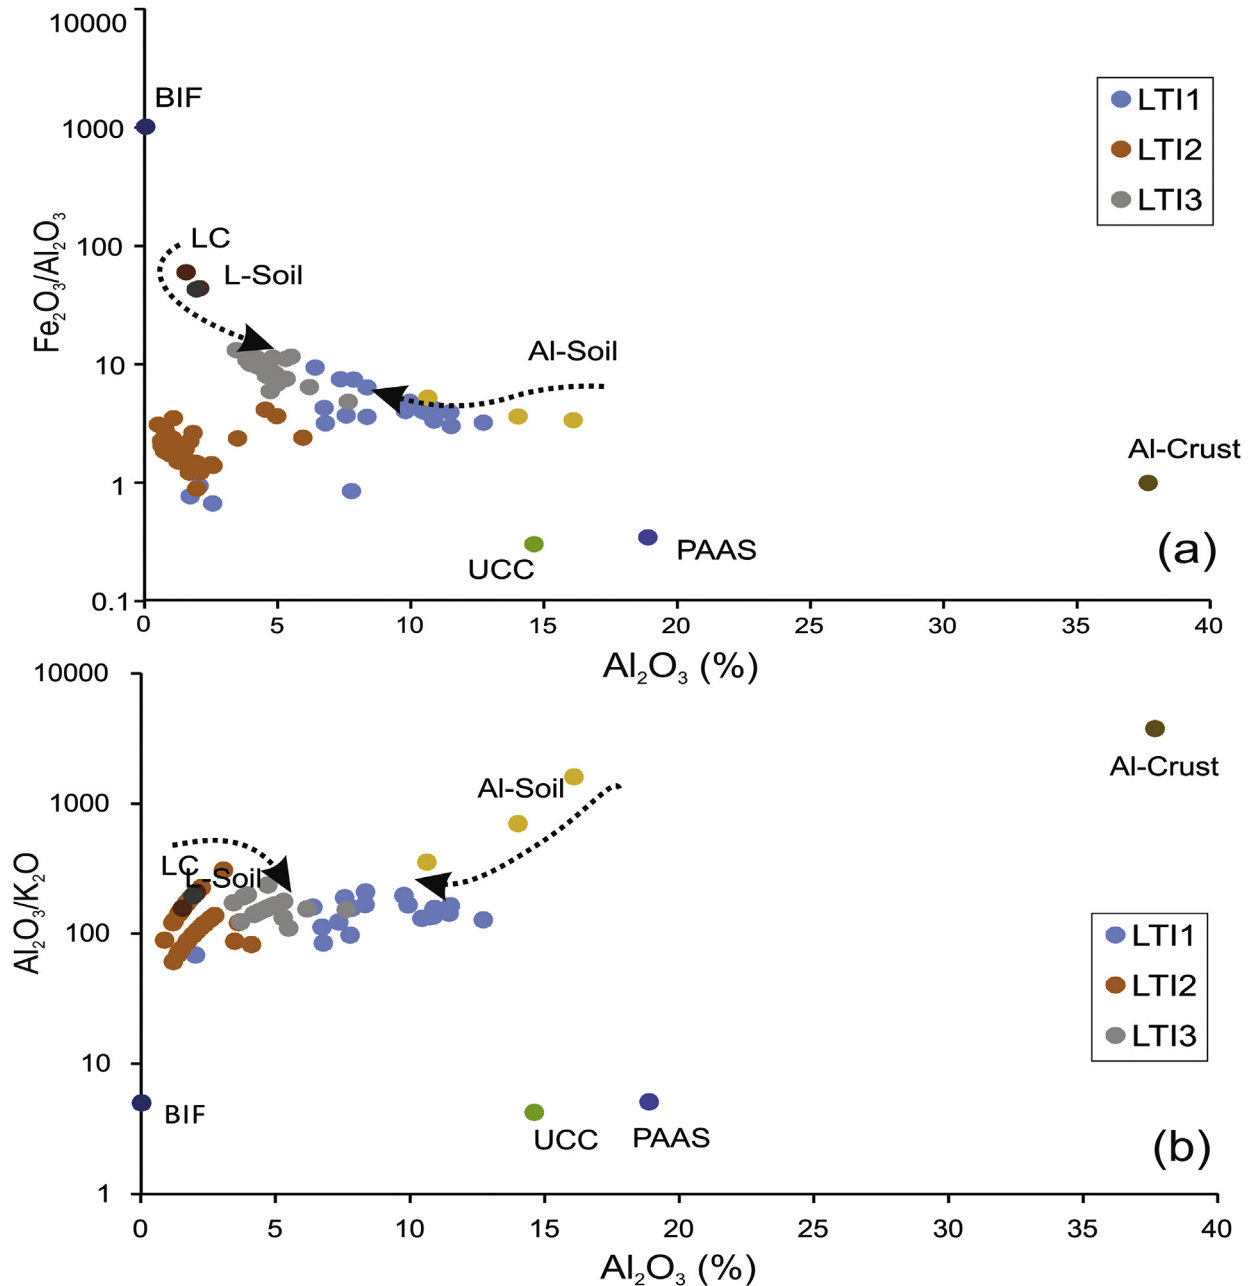 10000
BIF
LTI1
1000
LTI2
LTI3
LC
100
L-Soil
Fe₂O₃/Al₂O₃
Al-Soil
10
Al-Crust
1
(a)
PAAS
UCC
0.1
0 5 10 15 20 25 30 35 40
Al₂O₃ (%)
10000
Al-Crust
Al-Soil
1000
LC
L-Soil
Al₂O₃/K₂O
100
LTI1
LTI2
LTI3
10
BIF
UCC PAAS
(b)
1
0 5 10 15 20 25 30 35 40
Al₂O₃ (%)